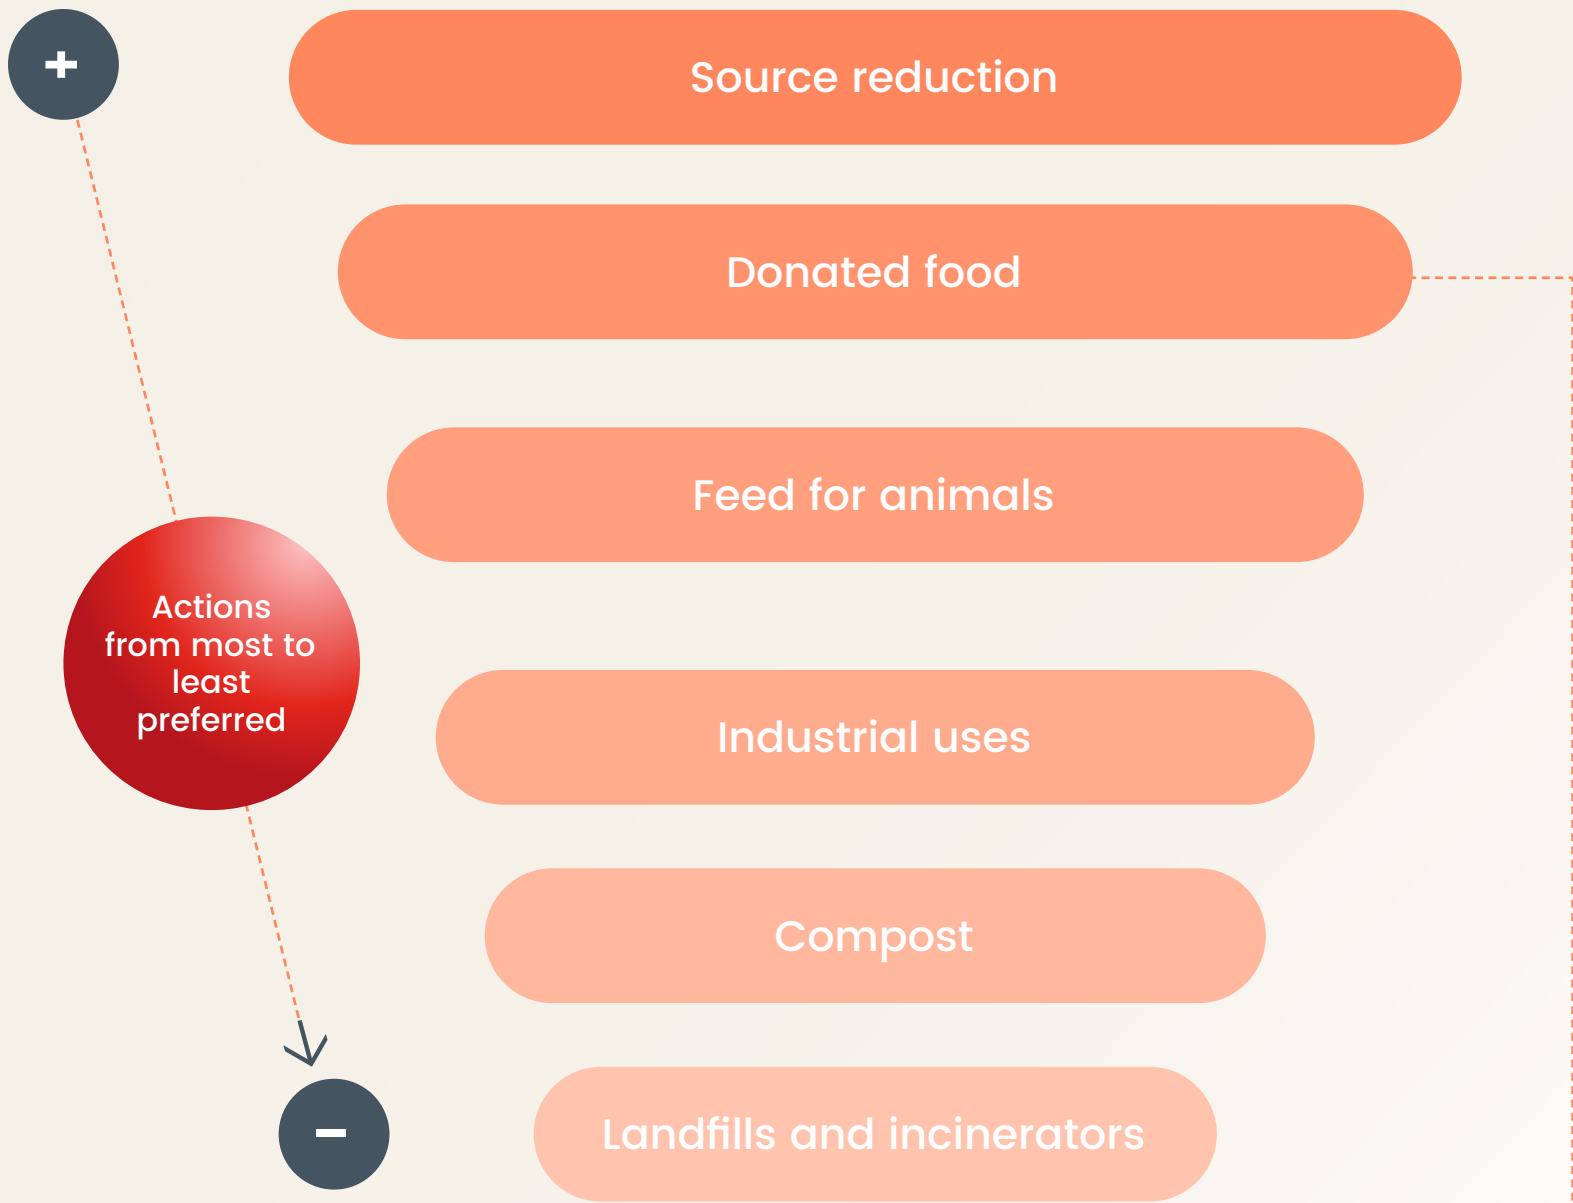 +
Source reduction
Donated food
Feed for animals
Actions
from most to
least
preferred
Industrial uses
Compost
Landfills and incinerators
−